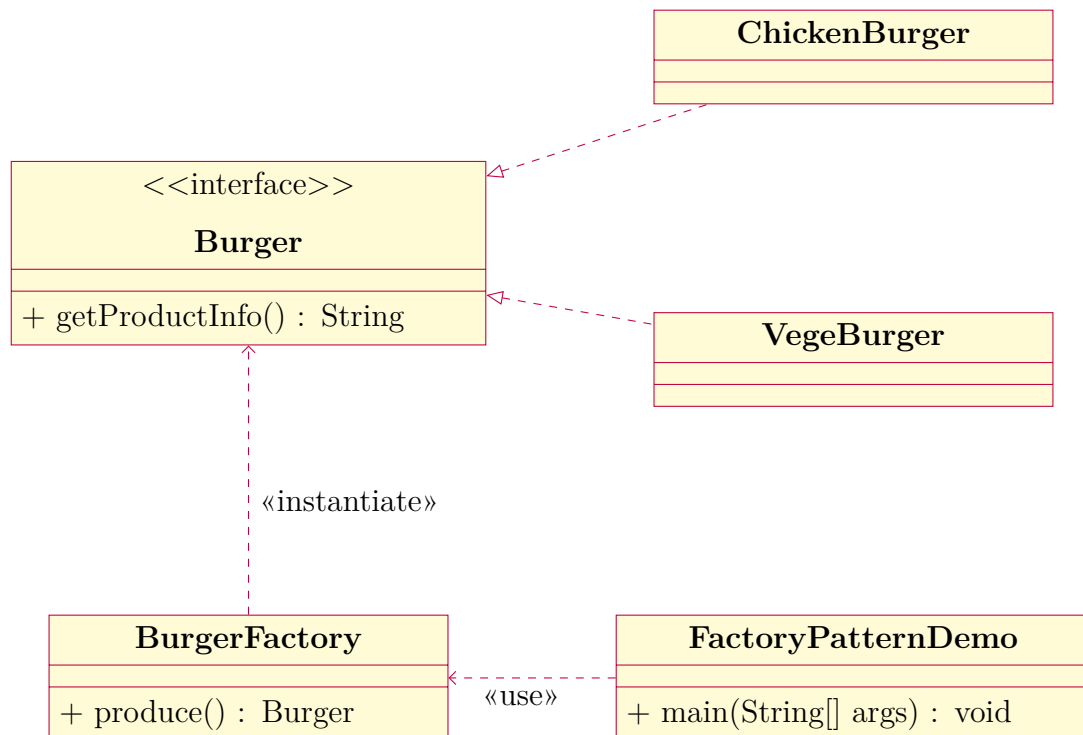 ChickenBurger
<<interface>>
Burger
+ getProductInfo() : String
VegeBurger
«instantiate»
BurgerFactory
+ produce() : Burger
«use»
FactoryPatternDemo
+ main(String[] args) : void